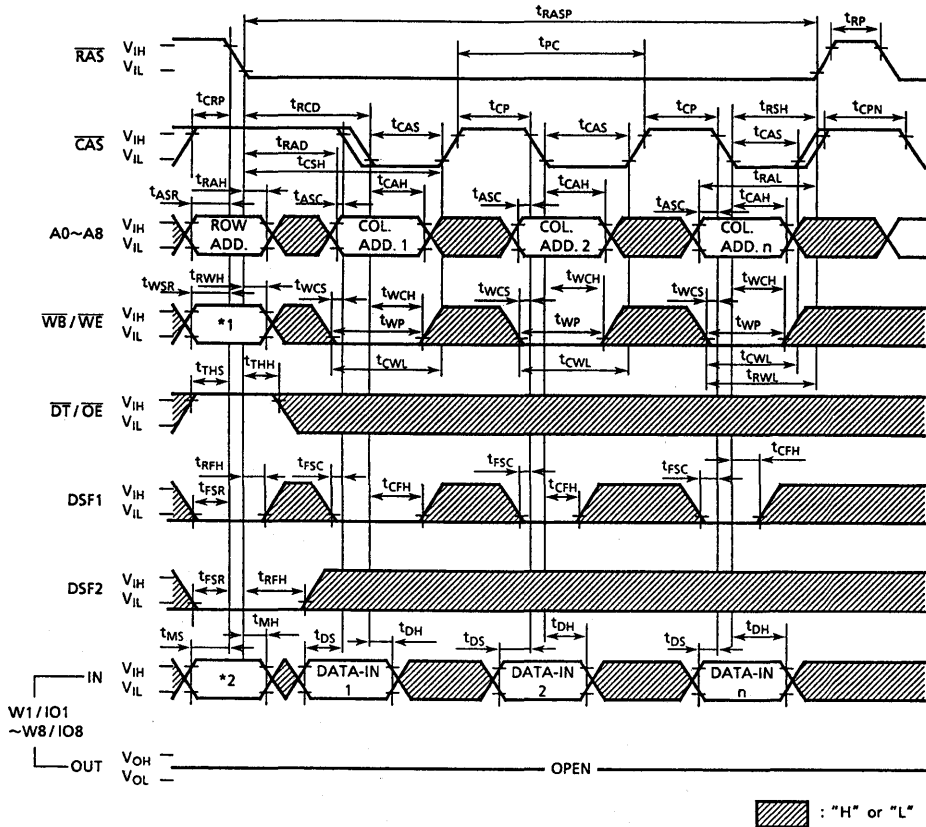 tRASP
tRP
RAS
VIH
VIL
tPC
tCRP
tRCD
tCP
tCP
tRSH
tCPN
CAS
VIH
VIL
tCAS
tCAS
tCAS
tRAD
tCSH
tRAL
tASR
tRAH
tASC
tCAH
tASC
tCAH
tASC
tCAH
A0~A8
VIH
VIL
ROW
ADD.
COL.
ADD. 1
COL.
ADD. 2
COL.
ADD. n
tWSR
tRWH
tWCS
tWCH
tWCS
tWCH
tWCS
tWCH
WB / WE
VIH
VIL
*1
tWP
tWP
tWP
tCWL
tCWL
tCWL
tRWL
tTHS
tTHH
DT / OE
VIH
VIL
tRFH
tFSC
tFSC
tFSC
tCFH
DSF1
VIH
VIL
tFSR
tCFH
tCFH
DSF2
VIH
VIL
tFSR
tRFH
tMS
tMH
tDS
tDH
tDS
tDH
tDS
tDH
IN
VIH
VIL
*2
DATA-IN
1
DATA-IN
2
DATA-IN
n
W1 / IO1
~W8 / IO8
OUT
VOH
VOL
OPEN
: "H" or "L"